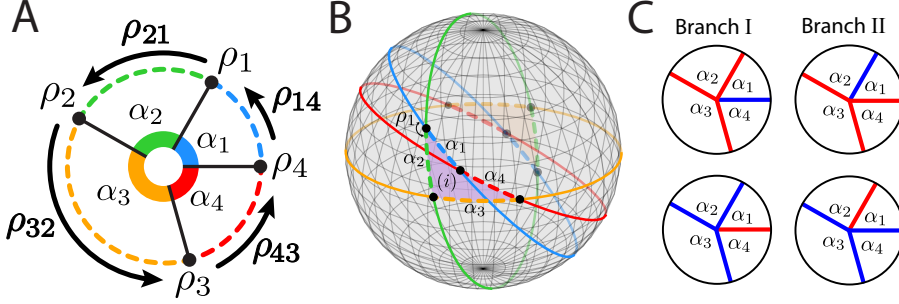 A
ρ21
ρ1
ρ2
α2
α1
ρ14
ρ4
α3
α4
ρ32
ρ3
ρ43
B
ρ1
α1
α2
(i)
α4
α3
C
Branch I
Branch II
α2
α1
α3
α4
α2
α1
α3
α4
α2
α1
α3
α4
α2
α1
α3
α4